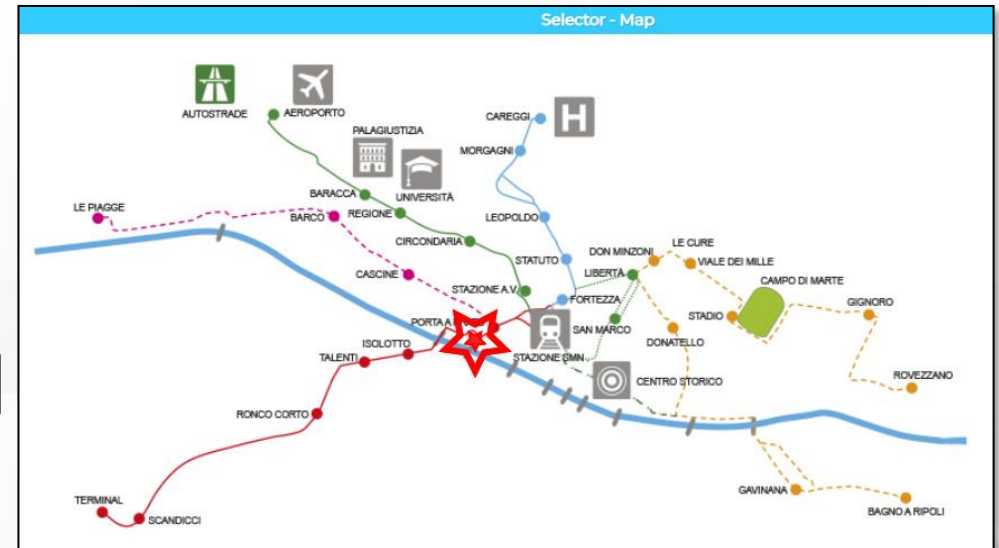 Selector - Map
AUTOSTRADE
AEROPORTO
CAREGGI
H
PALAGIUSTIZIA
MORGAGNI
BARACCA
UNIVERSITÀ
LE PIAGGE
BARCO
REGIONE
LEOPOLDO
CIRCONDARIA
DON MINZONI
LE CURE
STATUTO
VIALE DEI MILLE
CASCINE
LIBERTÀ
CAMPO DI MARTE
STAZIONE A.V.
FORTEZZA
GIGNORO
PORTA A
STADIO
SAN MARCO
ISOLOTTO
DONATELLO
TALENTI
STAZIONE SMN
CENTRO STORICO
ROVEZZANO
RONCO CORTO
GAVINANA
TERMINAL
SCANDICCI
BAGNO A RIPOLI